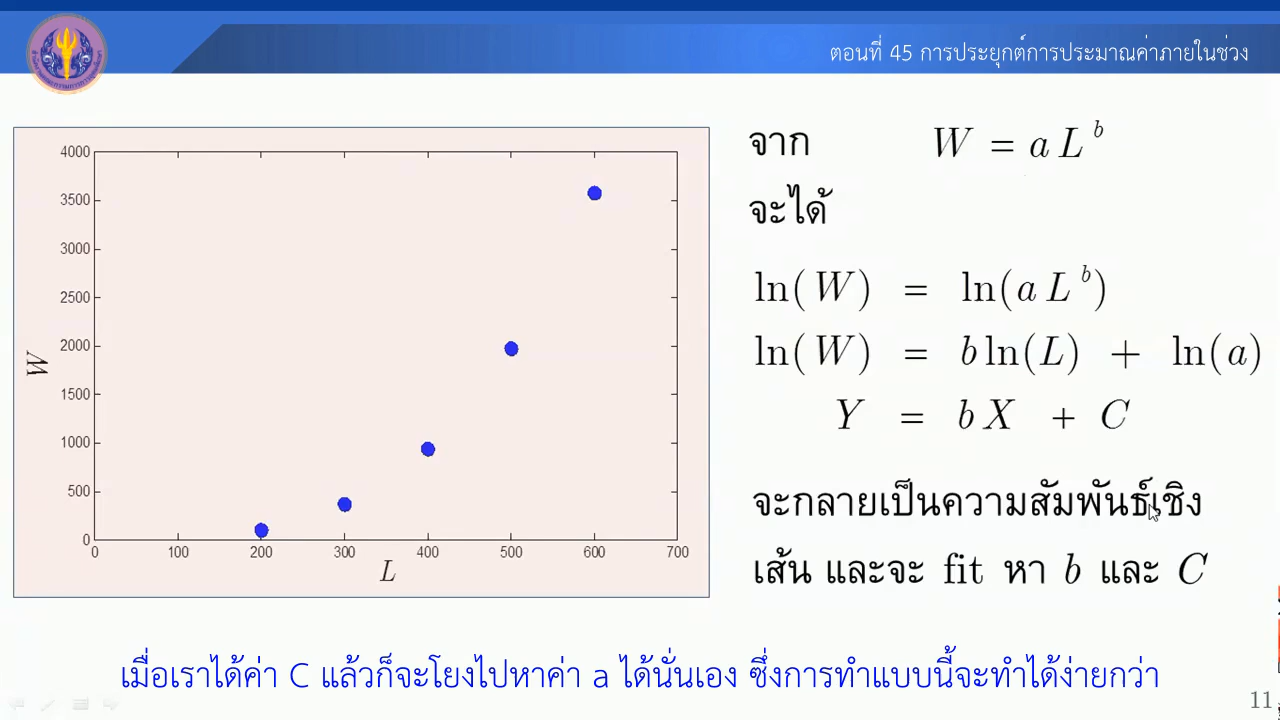 ตอนที่ 45 การประยุกต์การประมาณค่าภายในช่วง
4000
3500
3000
2500
2000
1500
1000
500
0
W
0 100 200 300 400 500 600 700
L
จาก W = a L^b
จะได้
ln( W ) = ln( a L^b )
ln( W ) = b ln( L ) + ln( a )
Y = b X + C
จะกลายเป็นความสัมพันธ์เชิง
เส้น และจะ fit หา b และ C
เมื่อเราได้ค่า C แล้วก็จะโยงไปหาค่า a ได้นั่นเอง ซึ่งการทำแบบนี้จะทำได้ง่ายกว่า
11